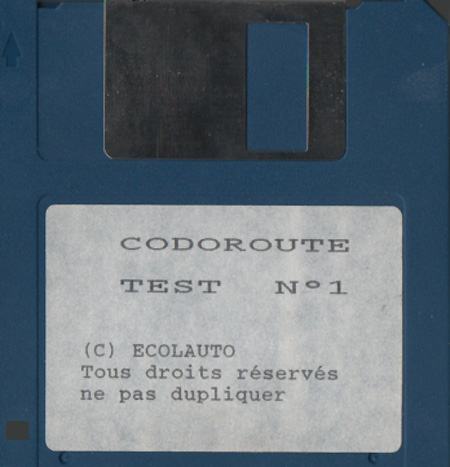 CODOROUTE
TEST N°1
(C) ECOLAUTO
Tous droits réservés
ne pas dupliquer